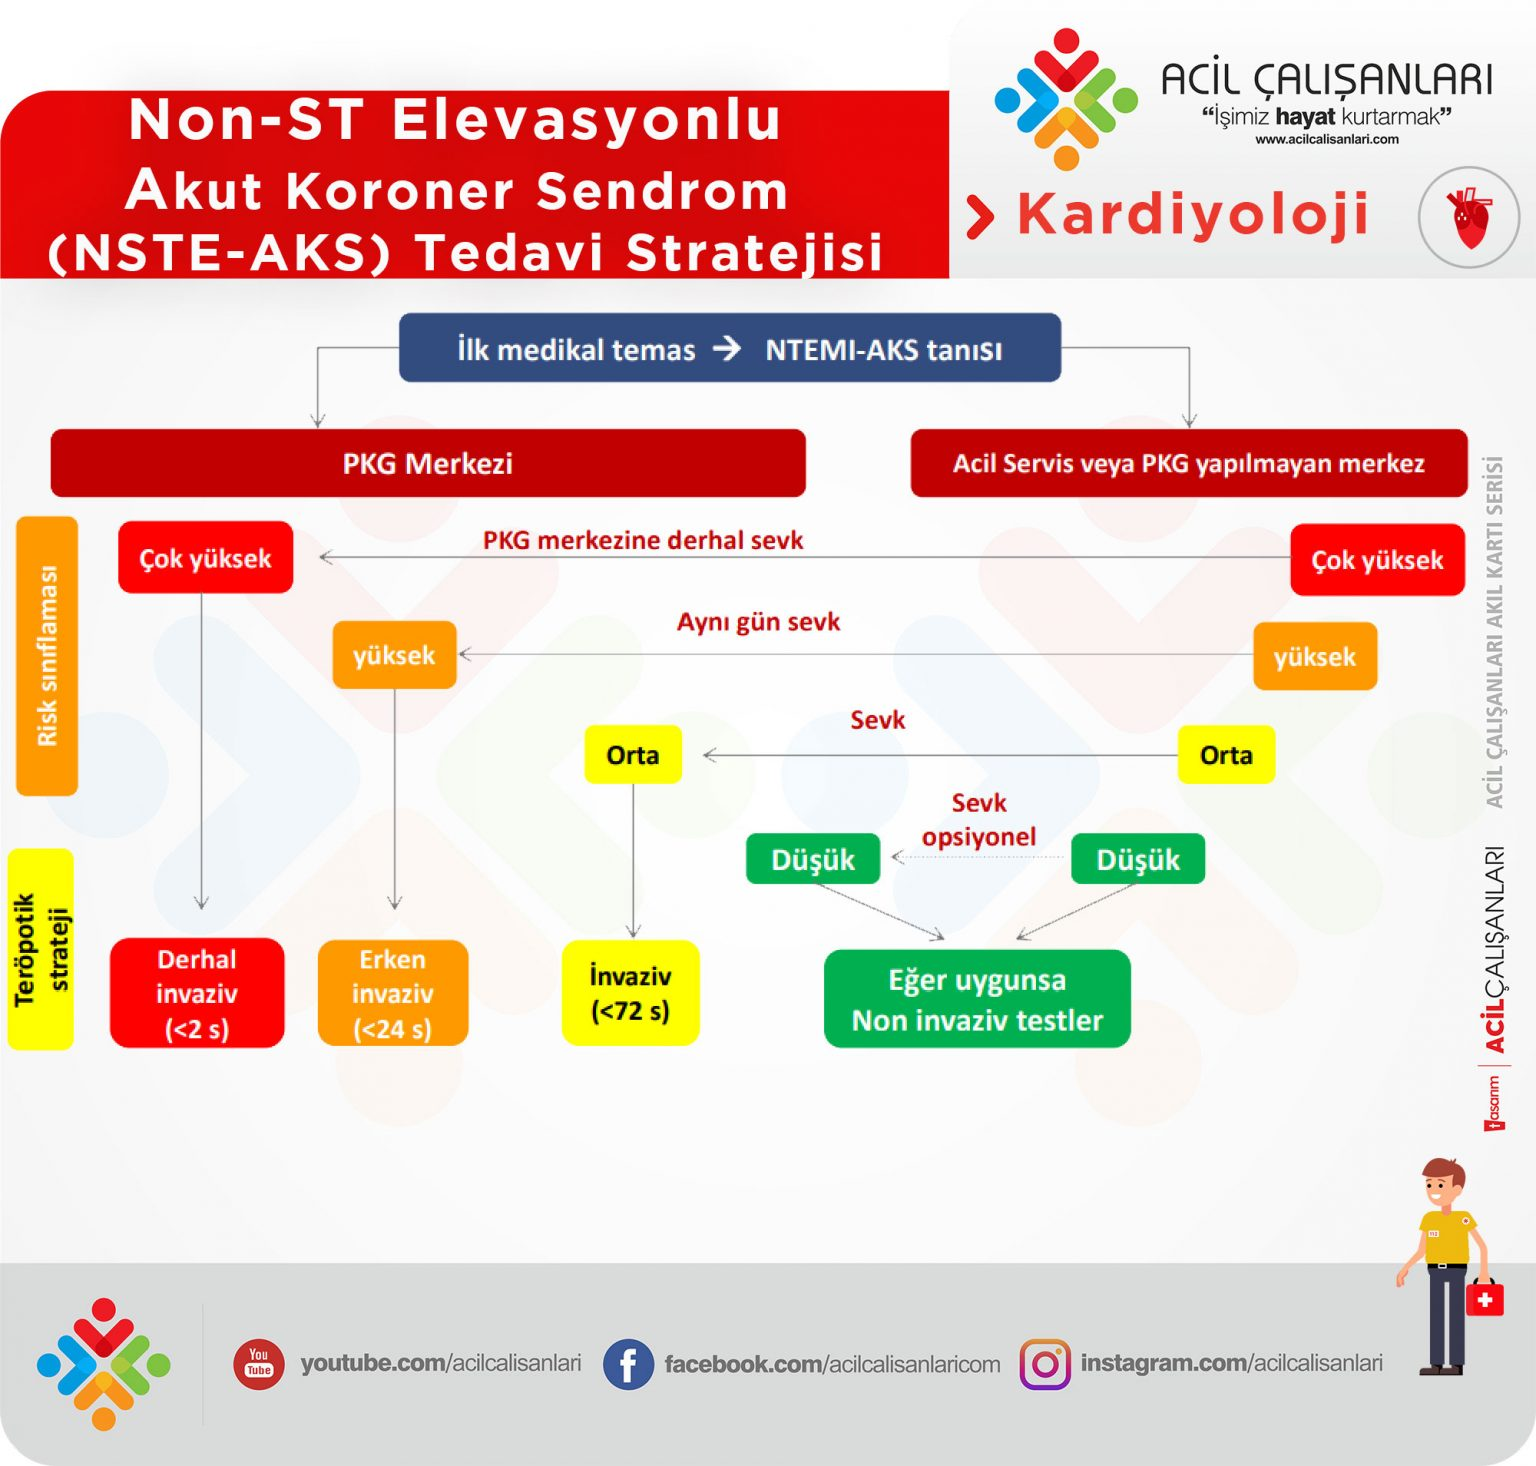 Non-ST Elevasyonlu
Akut Koroner Sendrom
(NSTE-AKS) Tedavi Stratejisi
ACİL ÇALIŞANLARI
“İşimiz hayat kurtarmak”
www.acilcalisanlari.com
Kardiyoloji
İlk medikal temas → NTEMI-AKS tanısı
PKG Merkezi
Acil Servis veya PKG yapılmayan merkez
Risk sınıflaması
Çok yüksek
PKG merkezine derhal sevk
Çok yüksek
yüksek
Aynı gün sevk
yüksek
Orta
Sevk
Orta
Düşük
Sevk
opsiyonel
Düşük
Teröpotik
strateji
Derhal
invaziv
(<2 s)
Erken
invaziv
(<24 s)
İnvaziv
(<72 s)
Eğer uygunsa
Non invaziv testler
ACİL ÇALIŞANLARI AKIL KARTI SERİSİ
tasarım | ACİLÇALIŞANLARI
112
You
Tube
youtube.com/acilcalisanlari
f
facebook.com/acilcalisanlaricom
instagram.com/acilcalisanlari